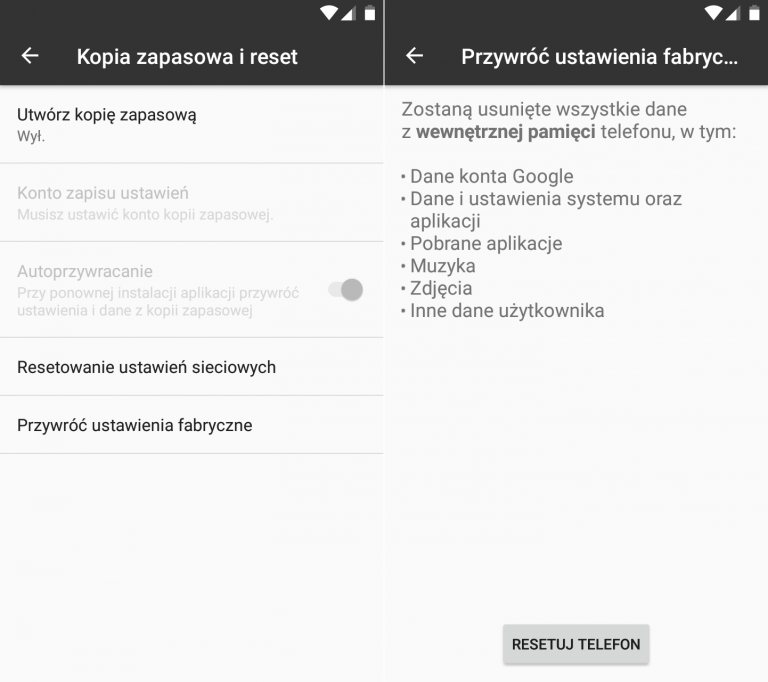 Kopia zapasowa i reset
Utwórz kopię zapasową
Wył.
Konto zapisu ustawień
Musisz ustawić konto kopii zapasowej.
Autoprzywracanie
Przy ponownej instalacji aplikacji przywróć
ustawienia i dane z kopii zapasowej
Resetowanie ustawień sieciowych
Przywróć ustawienia fabryczne
Przywróć ustawienia fabryc...
Zostaną usunięte wszystkie dane
z wewnętrznej pamięci telefonu, w tym:
• Dane konta Google
• Dane i ustawienia systemu oraz
aplikacji
• Pobrane aplikacje
• Muzyka
• Zdjęcia
• Inne dane użytkownika
RESETUJ TELEFON